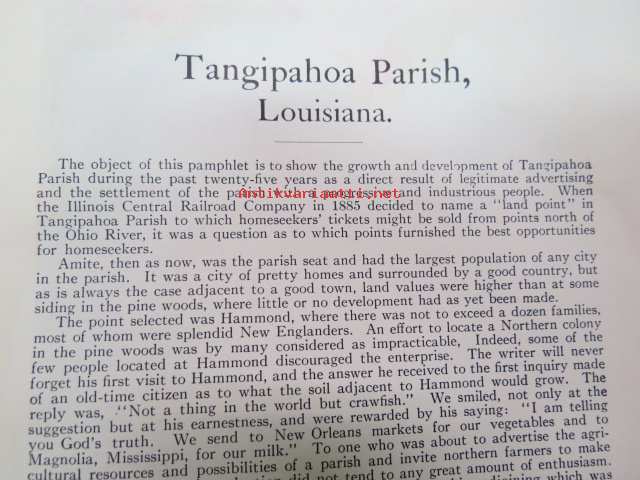 Tangipahoa Parish,
Louisiana.
The object of this pamphlet is to show the growth and development of Tangipahoa
Parish during the past twenty-five years as a direct result of legitimate advertising
and the settlement of the parish with a progressive and industrious people. When
Antikvariaatti.net
the Illinois Central Railroad Company in 1885 decided to name a "land point" in
Tangipahoa Parish to which homeseekers' tickets might be sold from points north of
the Ohio River, it was a question as to which points furnished the best opportunities
for homeseekers.
Amite, then as now, was the parish seat and had the largest population of any city
in the parish. It was a city of pretty homes and surrounded by a good country, but
as is always the case adjacent to a good town, land values were higher than at some
siding in the pine woods, where little or no development had as yet been made.
The point selected was Hammond, where there was not to exceed a dozen families,
most of whom were splendid New Englanders. An effort to locate a Northern colony
in the pine woods was by many considered as impracticable, Indeed, some of the
few people located at Hammond discouraged the enterprise. The writer will never
forget his first visit to Hammond, and the answer he received to the first inquiry made
of an old-time citizen as to what the soil adjacent to Hammond would grow. The
reply was, "Not a thing in the world but crawfish." We smiled, not only at the
suggestion but at his earnestness, and were rewarded by his saying: "I am telling
you God's truth. We send to New Orleans markets for our vegetables and to
Magnolia, Mississippi, for our milk." To one who was about to advertise the agri-
cultural resources and possibilities of a parish and invite northern farmers to make
did not tend to any great amount of enthusiasm.
which was